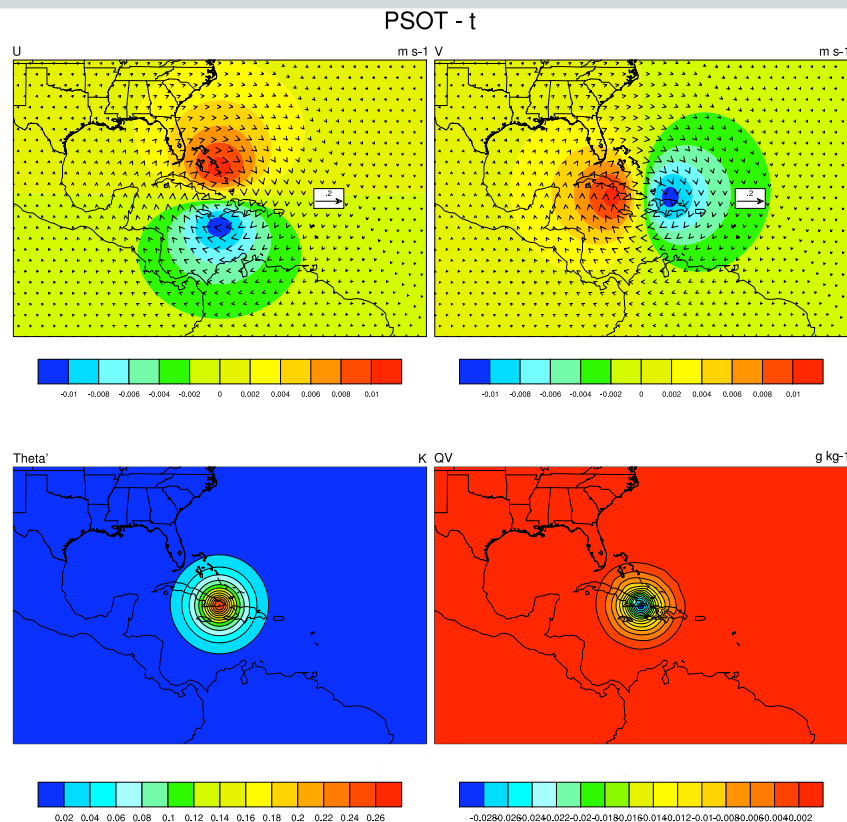 PSOT - t
U m s-1 V m s-1
.2 .2
-0.01 -0.008 -0.006 -0.004 -0.002 0 0.002 0.004 0.006 0.008 0.01
-0.01 -0.008 -0.006 -0.004 -0.002 0 0.002 0.004 0.006 0.008 0.01
Theta' K QV g kg-1
0.02 0.04 0.06 0.08 0.1 0.12 0.14 0.16 0.18 0.2 0.22 0.24 0.26
-0.028 -0.026 -0.024 -0.022 -0.02 -0.018 -0.016 -0.014 -0.012 -0.01 -0.008 -0.006 -0.004 -0.002